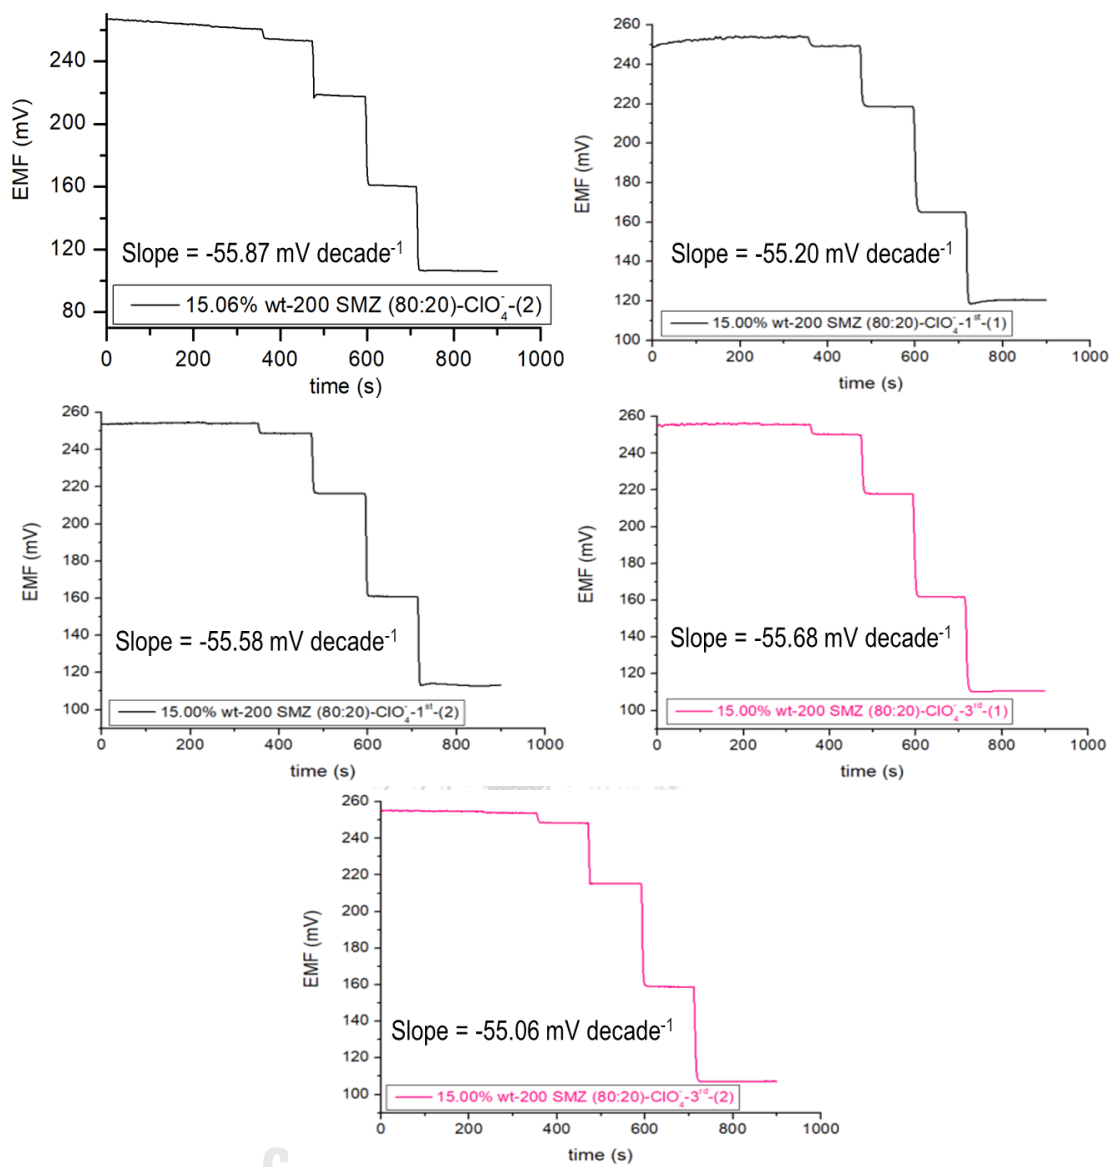 240
200
160
120
80
EMF (mV)
Slope = -55.87 mV decade-1
15.06% wt-200 SMZ (80:20)-ClO4--(2)
0 200 400 600 800 1000
time (s)
260
240
220
200
180
160
140
120
100
EMF (mV)
Slope = -55.20 mV decade-1
15.00% wt-200 SMZ (80:20)-ClO4--1st-(1)
0 200 400 600 800 1000
time (s)
260
240
220
200
180
160
140
120
100
EMF (mV)
Slope = -55.58 mV decade-1
15.00% wt-200 SMZ (80:20)-ClO4--1st-(2)
0 200 400 600 800 1000
time (s)
260
240
220
200
180
160
140
120
100
EMF (mV)
Slope = -55.68 mV decade-1
15.00% wt-200 SMZ (80:20)-ClO4--3rd-(1)
0 200 400 600 800 1000
time (s)
260
240
220
200
180
160
140
120
100
EMF (mV)
Slope = -55.06 mV decade-1
15.00% wt-200 SMZ (80:20)-ClO4--3rd-(2)
0 200 400 600 800 1000
time (s)